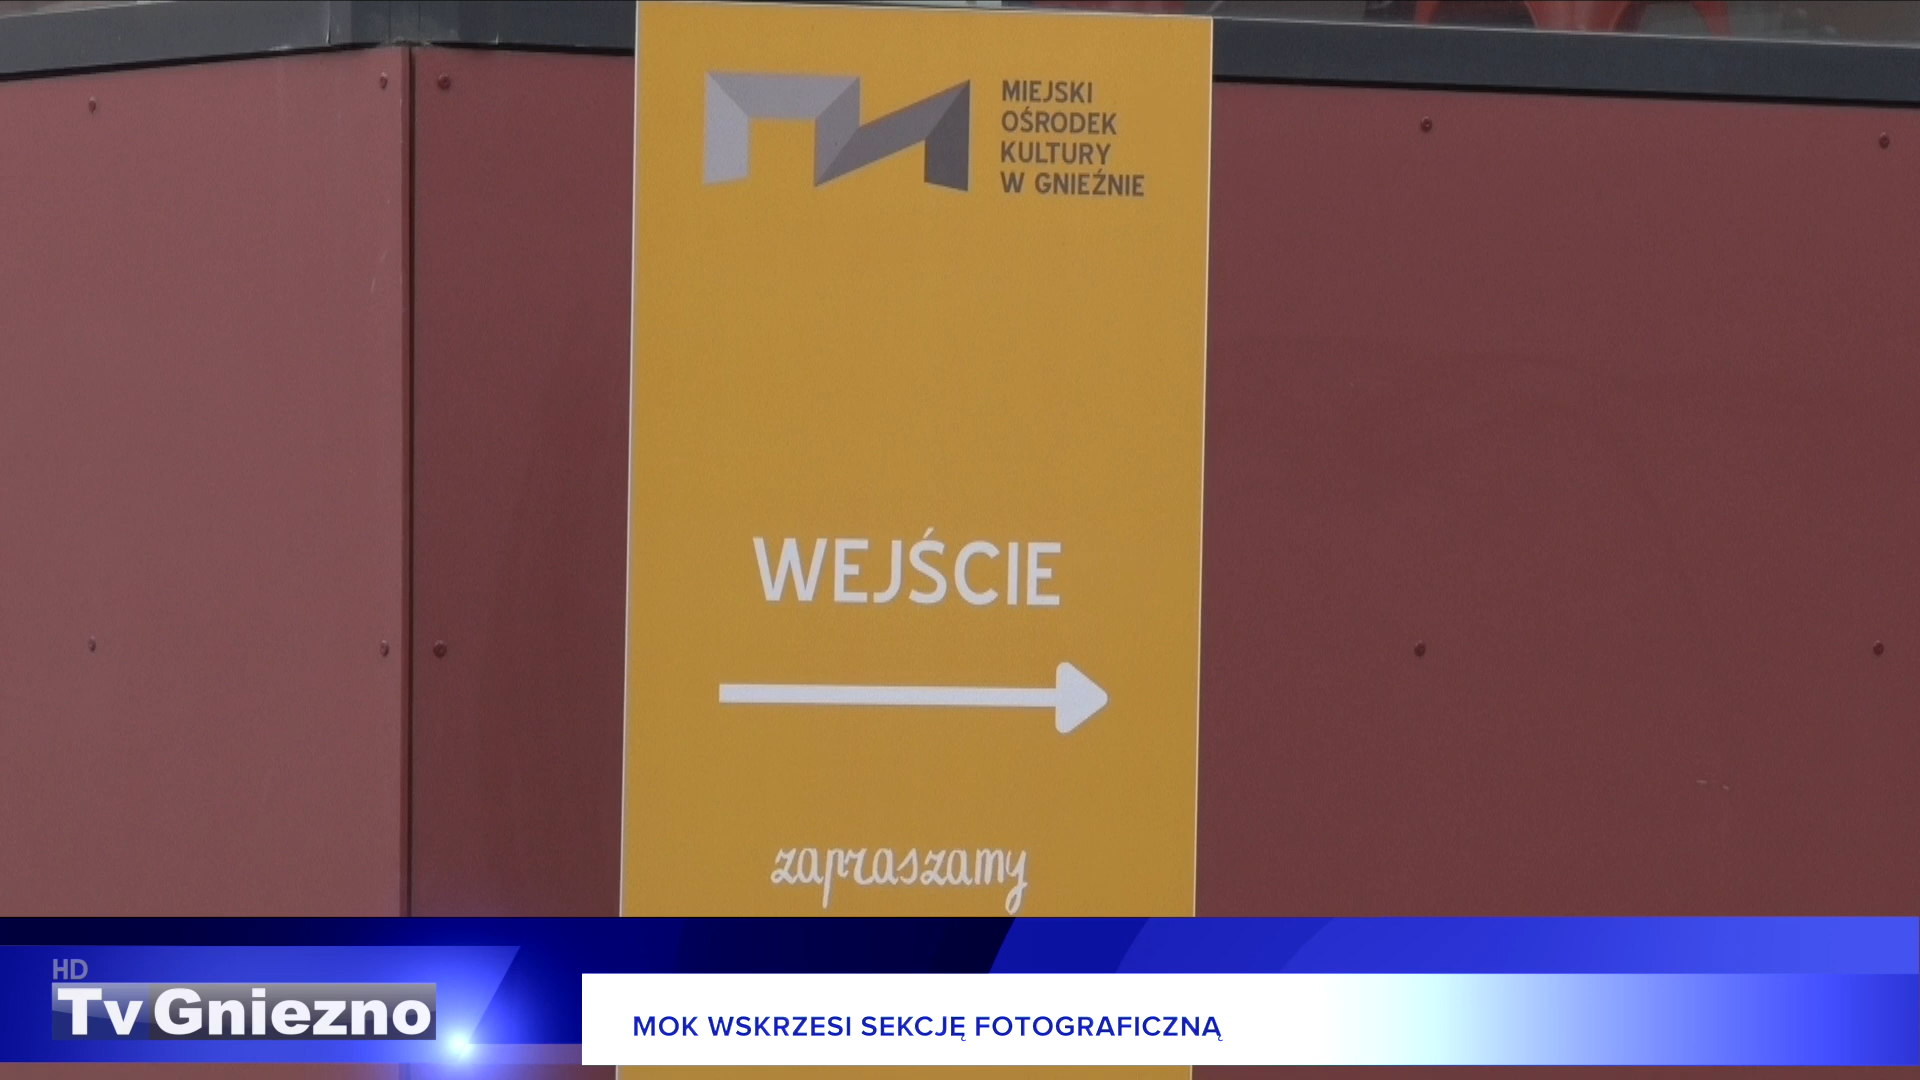 MIEJSKI
OŚRODEK
KULTURY
W GNIEŹNIE
WEJŚCIE
zapraszamy
HD
Tv Gniezno
MOK WSKRZESI SEKCJĘ FOTOGRAFICZNĄ